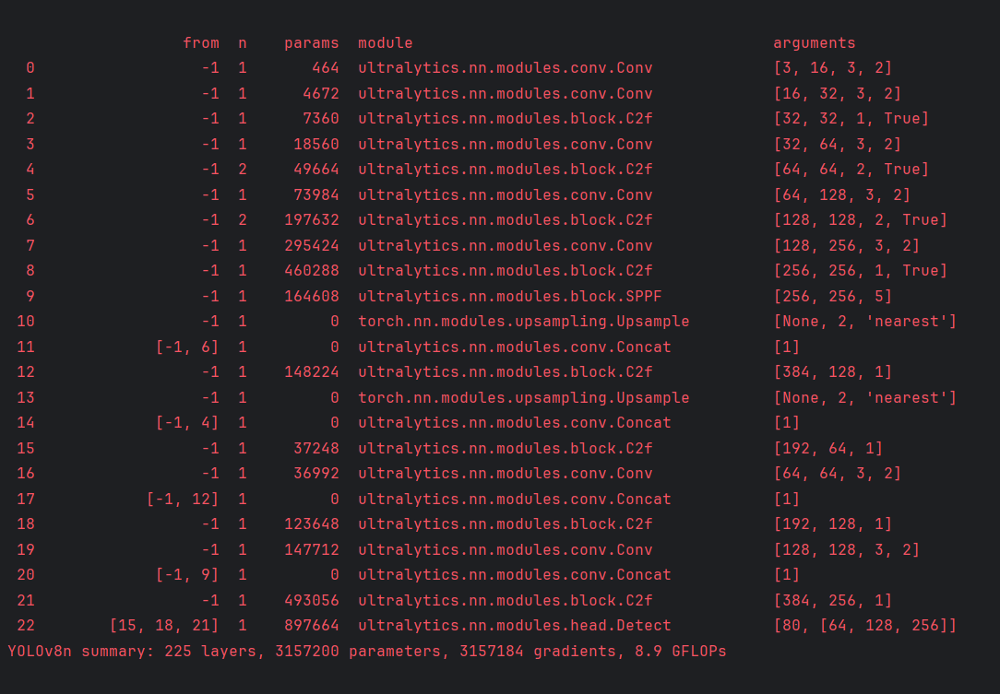 from  n    params  module                                       arguments
  0                  -1  1       464  ultralytics.nn.modules.conv.Conv             [3, 16, 3, 2]
  1                  -1  1      4672  ultralytics.nn.modules.conv.Conv             [16, 32, 3, 2]
  2                  -1  1      7360  ultralytics.nn.modules.block.C2f             [32, 32, 1, True]
  3                  -1  1     18560  ultralytics.nn.modules.conv.Conv             [32, 64, 3, 2]
  4                  -1  2     49664  ultralytics.nn.modules.block.C2f             [64, 64, 2, True]
  5                  -1  1     73984  ultralytics.nn.modules.conv.Conv             [64, 128, 3, 2]
  6                  -1  2    197632  ultralytics.nn.modules.block.C2f             [128, 128, 2, True]
  7                  -1  1    295424  ultralytics.nn.modules.conv.Conv             [128, 256, 3, 2]
  8                  -1  1    460288  ultralytics.nn.modules.block.C2f             [256, 256, 1, True]
  9                  -1  1    164608  ultralytics.nn.modules.block.SPPF            [256, 256, 5]
 10                  -1  1         0  torch.nn.modules.upsampling.Upsample         [None, 2, 'nearest']
 11             [-1, 6]  1         0  ultralytics.nn.modules.conv.Concat           [1]
 12                  -1  1    148224  ultralytics.nn.modules.block.C2f             [384, 128, 1]
 13                  -1  1         0  torch.nn.modules.upsampling.Upsample         [None, 2, 'nearest']
 14             [-1, 4]  1         0  ultralytics.nn.modules.conv.Concat           [1]
 15                  -1  1     37248  ultralytics.nn.modules.block.C2f             [192, 64, 1]
 16                  -1  1     36992  ultralytics.nn.modules.conv.Conv             [64, 64, 3, 2]
 17            [-1, 12]  1         0  ultralytics.nn.modules.conv.Concat           [1]
 18                  -1  1    123648  ultralytics.nn.modules.block.C2f             [192, 128, 1]
 19                  -1  1    147712  ultralytics.nn.modules.conv.Conv             [128, 128, 3, 2]
 20             [-1, 9]  1         0  ultralytics.nn.modules.conv.Concat           [1]
 21                  -1  1    493056  ultralytics.nn.modules.block.C2f             [384, 256, 1]
 22        [15, 18, 21]  1    897664  ultralytics.nn.modules.head.Detect           [80, [64, 128, 256]]
YOLOv8n summary: 225 layers, 3157200 parameters, 3157184 gradients, 8.9 GFLOPs